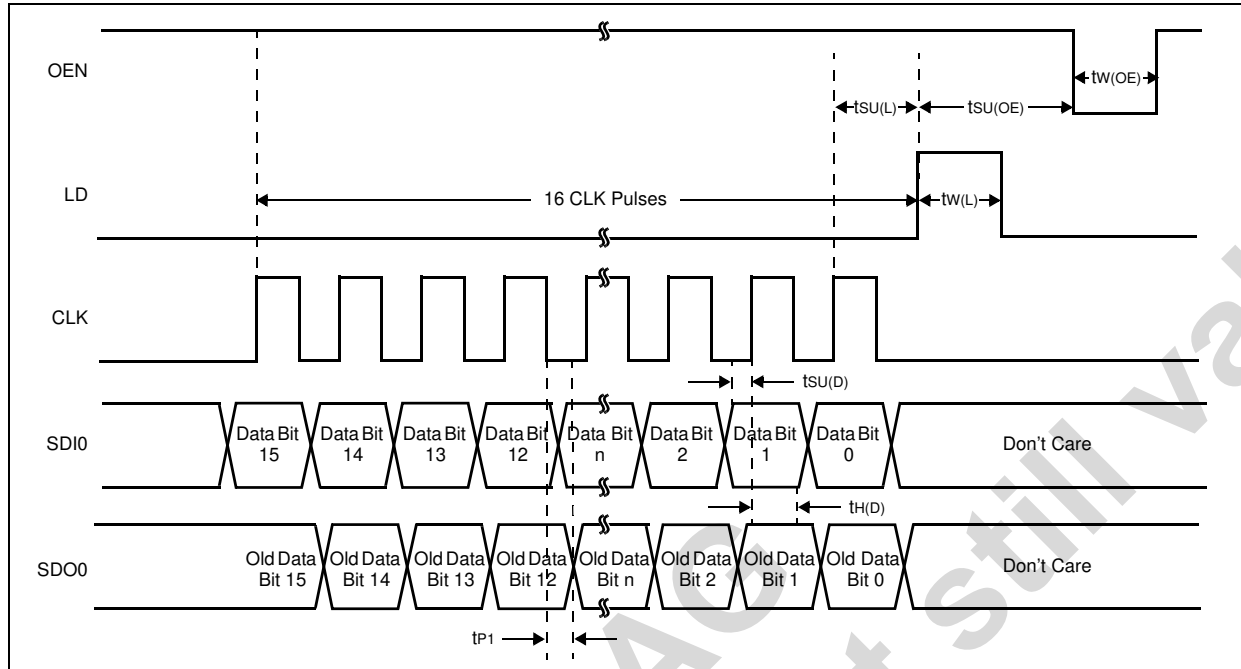 OEN
tW(OE)
tSU(L)
tSU(OE)
LD
16 CLK Pulses
tW(L)
CLK
tSU(D)
SDI0
Data Bit 15
Data Bit 14
Data Bit 13
Data Bit 12
Data Bit n
Data Bit 2
Data Bit 1
Data Bit 0
Don't Care
tH(D)
SDO0
Old Data Bit 15
Old Data Bit 14
Old Data Bit 13
Old Data Bit 12
Old Data Bit n
Old Data Bit 2
Old Data Bit 1
Old Data Bit 0
Don't Care
tP1
AG
still va